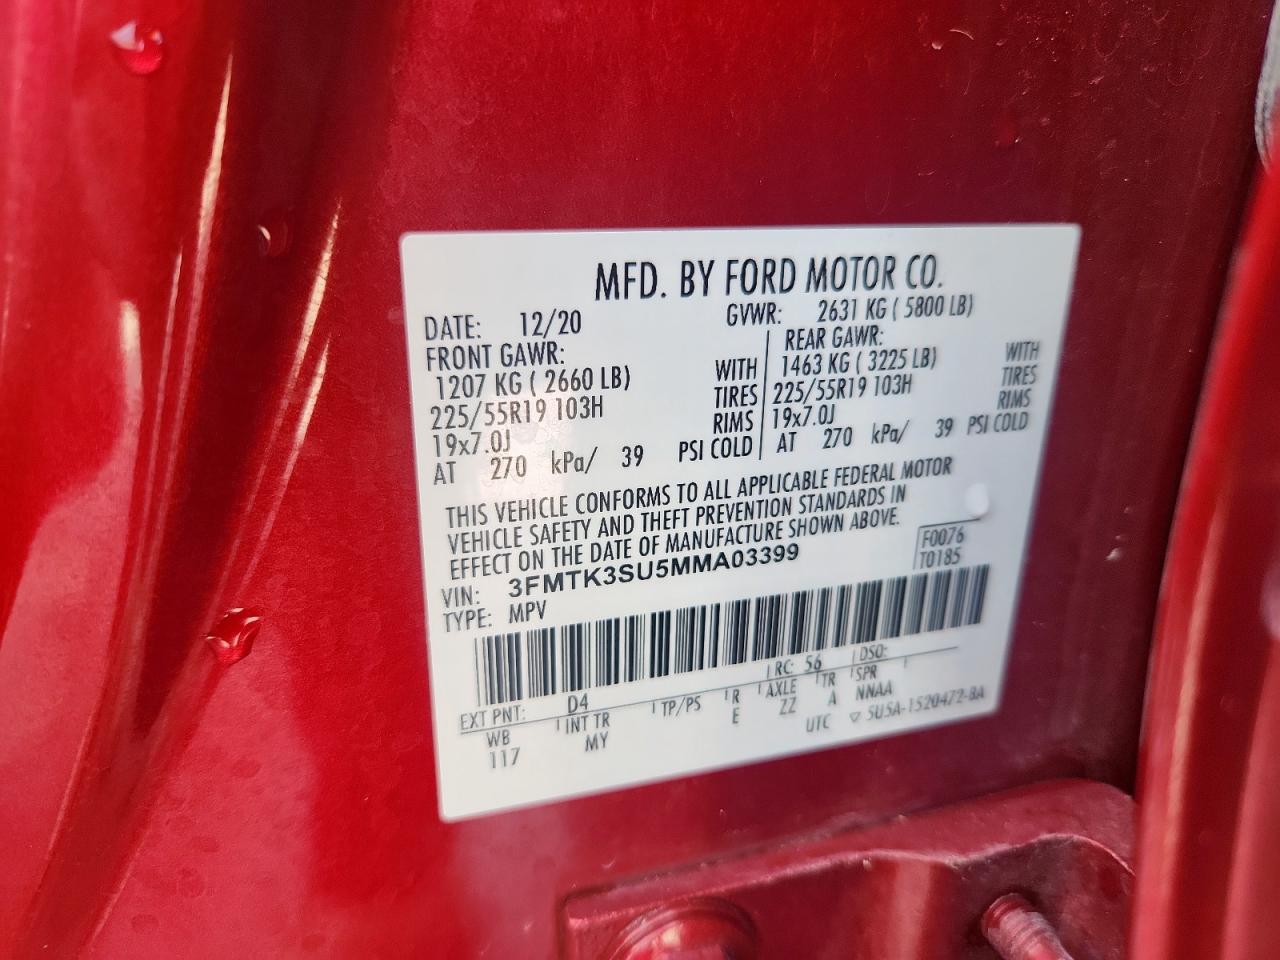 MFD. BY FORD MOTOR CO.
DATE: 12/20 GVWR: 2631 KG ( 5800 LB)
FRONT GAWR: REAR GAWR:
1207 KG ( 2660 LB) WITH 1463 KG ( 3225 LB) WITH
225/55R19 103H TIRES 225/55R19 103H TIRES
19x7.0J RIMS 19x7.0J RIMS
AT 270 kPa/ 39 PSI COLD AT 270 kPa/ 39 PSI COLD
THIS VEHICLE CONFORMS TO ALL APPLICABLE FEDERAL MOTOR
VEHICLE SAFETY AND THEFT PREVENTION STANDARDS IN
EFFECT ON THE DATE OF MANUFACTURE SHOWN ABOVE.
F0076
T0185
VIN: 3FMTK3SU5MMA03399
TYPE: MPV
EXT PNT: D4 RC: 56 DSO:
WB INT TR TP/PS R AXLE TR SPR
117 MY E ZZ A NNAA
UTC ▽ 5U5A-1520472-BA